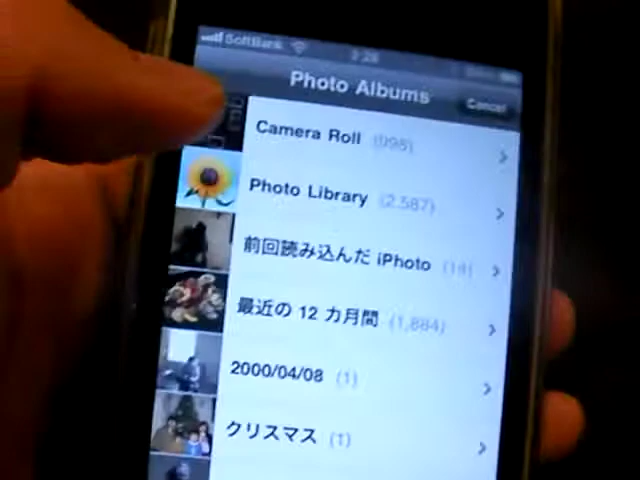 SoftBank
Photo Albums
Cancel
Camera Roll (998)
Photo Library (2,587)
前回読み込んだ iPhoto
最近の 12 カ月間 (1,884)
2000/04/08 (1)
クリスマス (1)